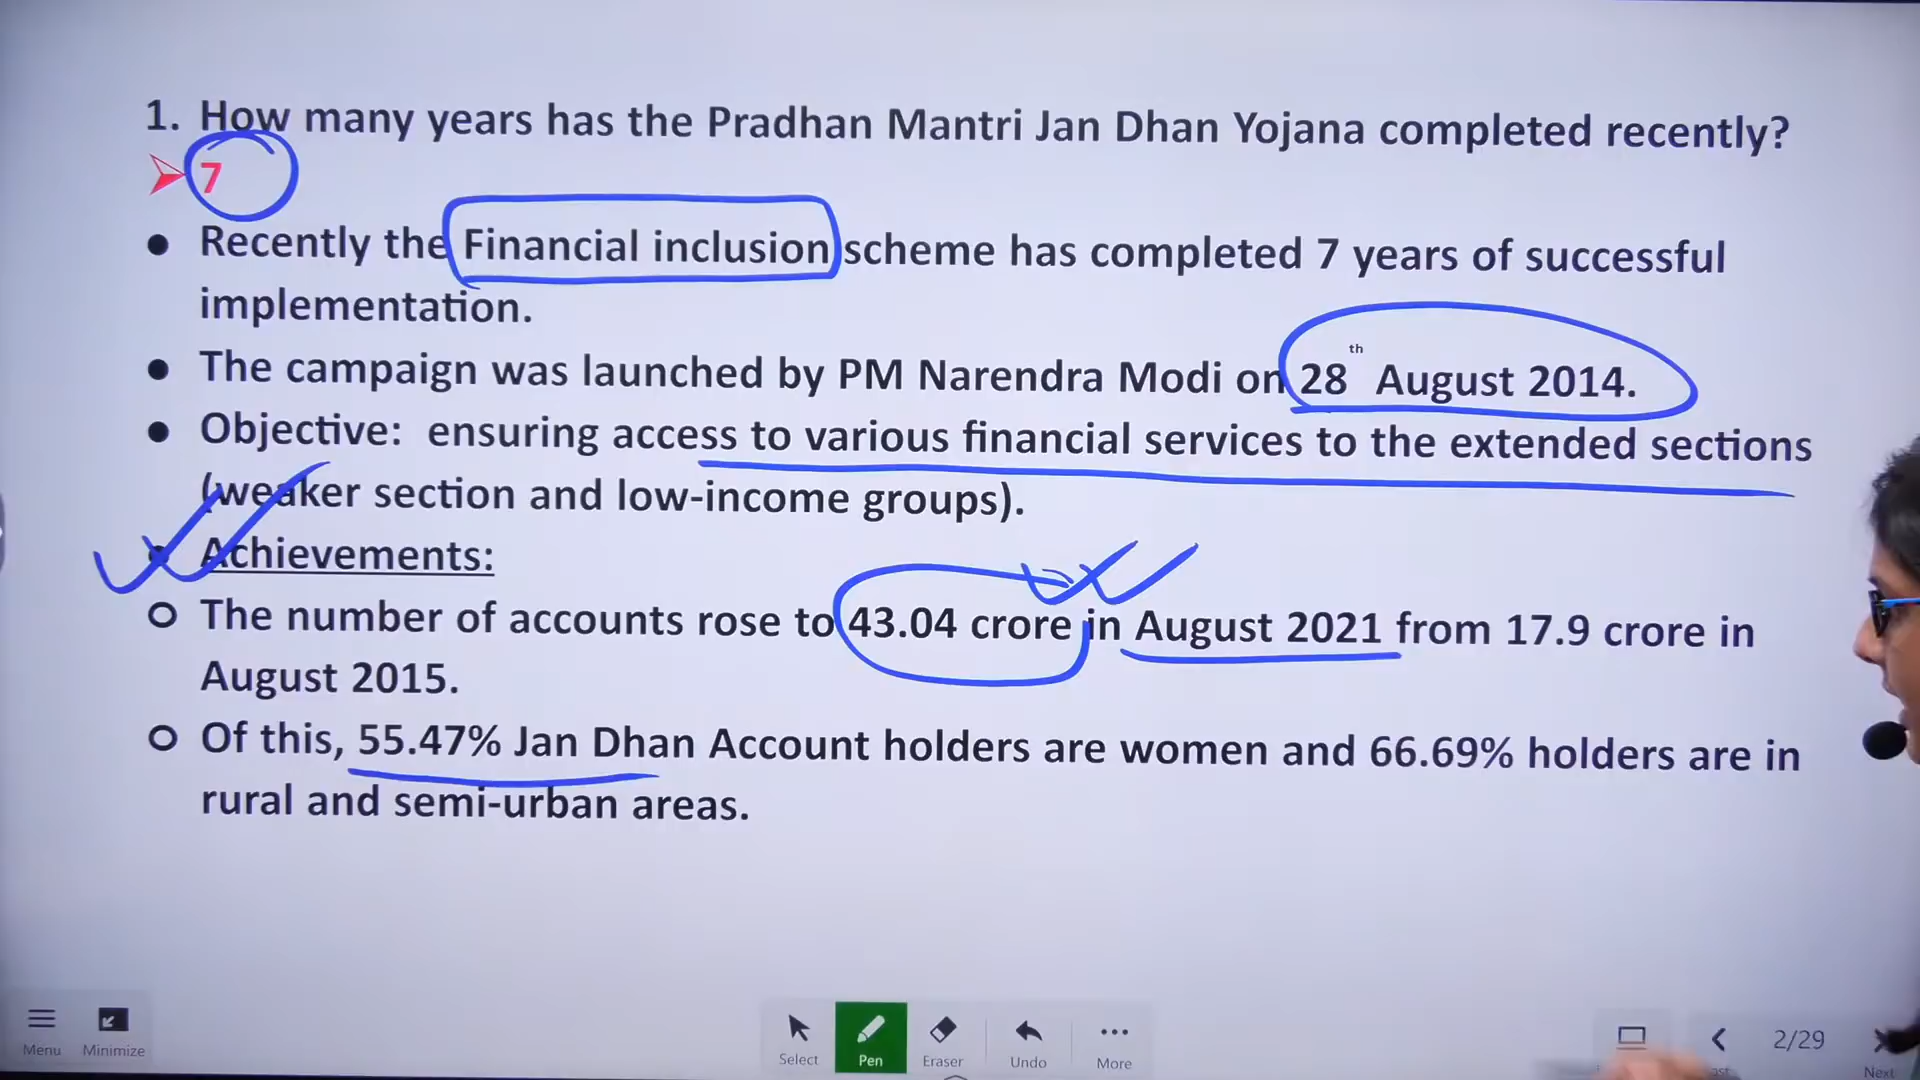 1. How many years has the Pradhan Mantri Jan Dhan Yojana completed recently?
7
Recently the Financial inclusion scheme has completed 7 years of successful
implementation.
The campaign was launched by PM Narendra Modi on 28th August 2014.
Objective: ensuring access to various financial services to the extended sections
(weaker section and low-income groups).
Achievements:
The number of accounts rose to 43.04 crore in August 2021 from 17.9 crore in
August 2015.
Of this, 55.47% Jan Dhan Account holders are women and 66.69% holders are in
rural and semi-urban areas.
Menu Minimize Select Pen Eraser Undo More 2/29 Next